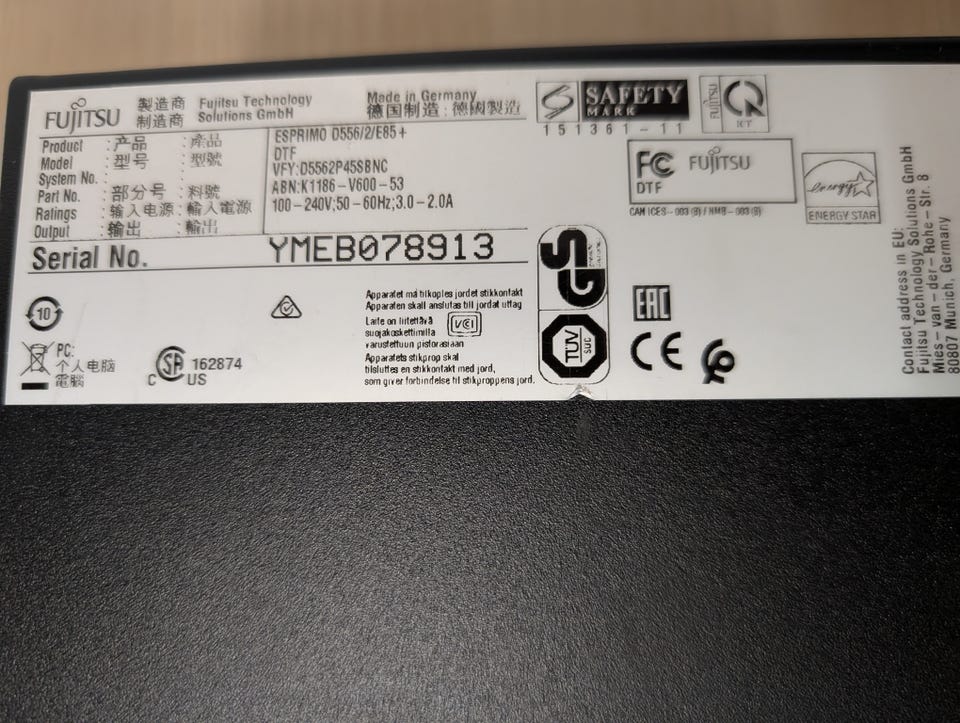 FUJITSU 製造商 Fujitsu Technology Made in Germany
制造商 Solutions GmbH 德国制造 : 德國製造
Product : 产品 : 產品 ESPRIMO D556/2/E85+
Model : 型号 : 型號 DTF
System No. VFY:D5562P45SBNC
Part No. : 部分号 : 料號 ABN:K1186-V600-53
Ratings : 输入电源 : 輸入電源 100-240V;50-60Hz;3.0-2.0A
Output : 输出 : 輸出
Serial No. YMEB078913
SAFETY
MARK
151361-11
FUJITSU
FC FUJITSU
DTF
CAN ICES-003(B) / NMB-003(B)
energy
ENERGY STAR
10
PC:
个人电脑
電腦
C SA US 162874
Apparatet må tilkoples jordet stikkontakt
Apparaten skall anslutas till jordat uttag
Laite on liitettävä
suojakoskettimilla
varustettuun pistorasiaan
VCI
Apparatets stikprop skal
tilsluttes en stikkontakt med jord,
som giver forbindelse til stikproppens jord.
SG
TÜV
SÜD
EAC
CE
Contact address in EU:
Fujitsu Technology Solutions GmbH
Mies-van-der-Rohe-Str. 8
80807 Munich, Germany